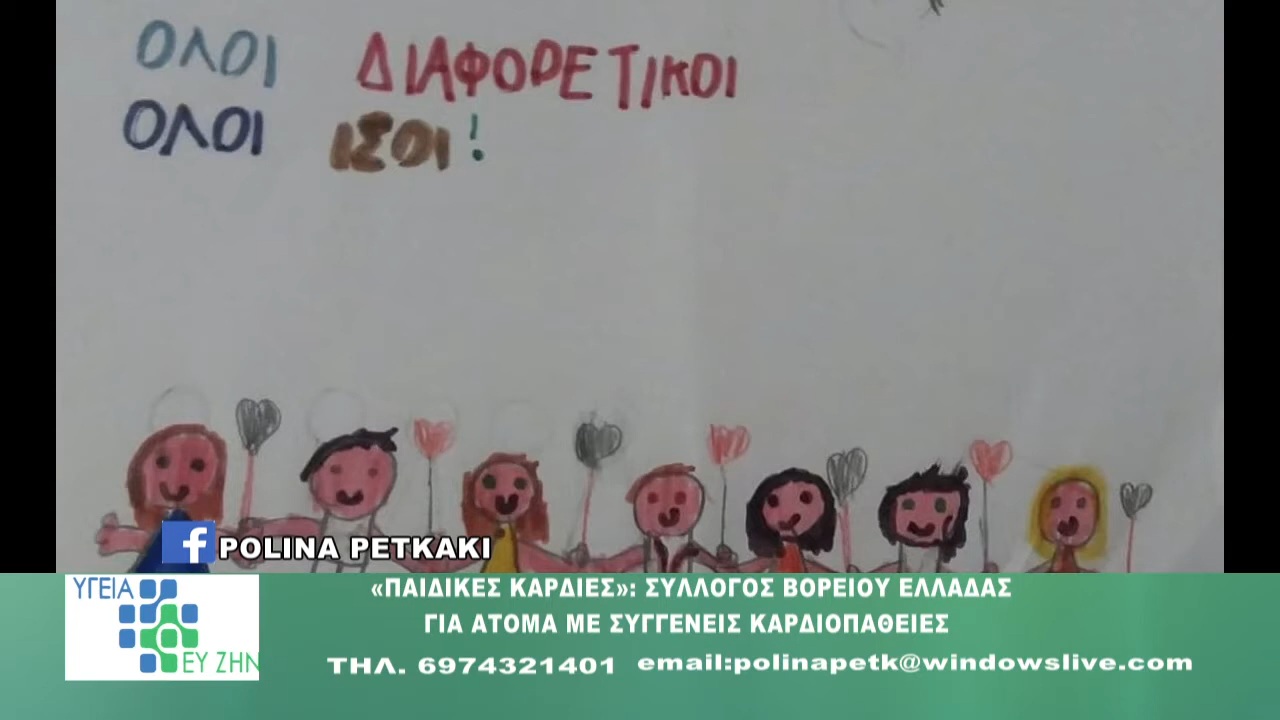 ΟΛΟΙ ΔΙΑΦΟΡΕΤΙΚΟΙ
ΟΛΟΙ ΙΣΟΙ!
f POLINA PETKAKI
ΥΓΕΙΑ
ΕΥ ΖΗΝ
«ΠΑΙΔΙΚΕΣ ΚΑΡΔΙΕΣ»: ΣΥΛΛΟΓΟΣ ΒΟΡΕΙΟΥ ΕΛΛΑΔΑΣ
ΓΙΑ ΑΤΟΜΑ ΜΕ ΣΥΓΓΕΝΕΙΣ ΚΑΡΔΙΟΠΑΘΕΙΕΣ
ΤΗΛ. 6974321401 email:polinapetk@windowslive.com